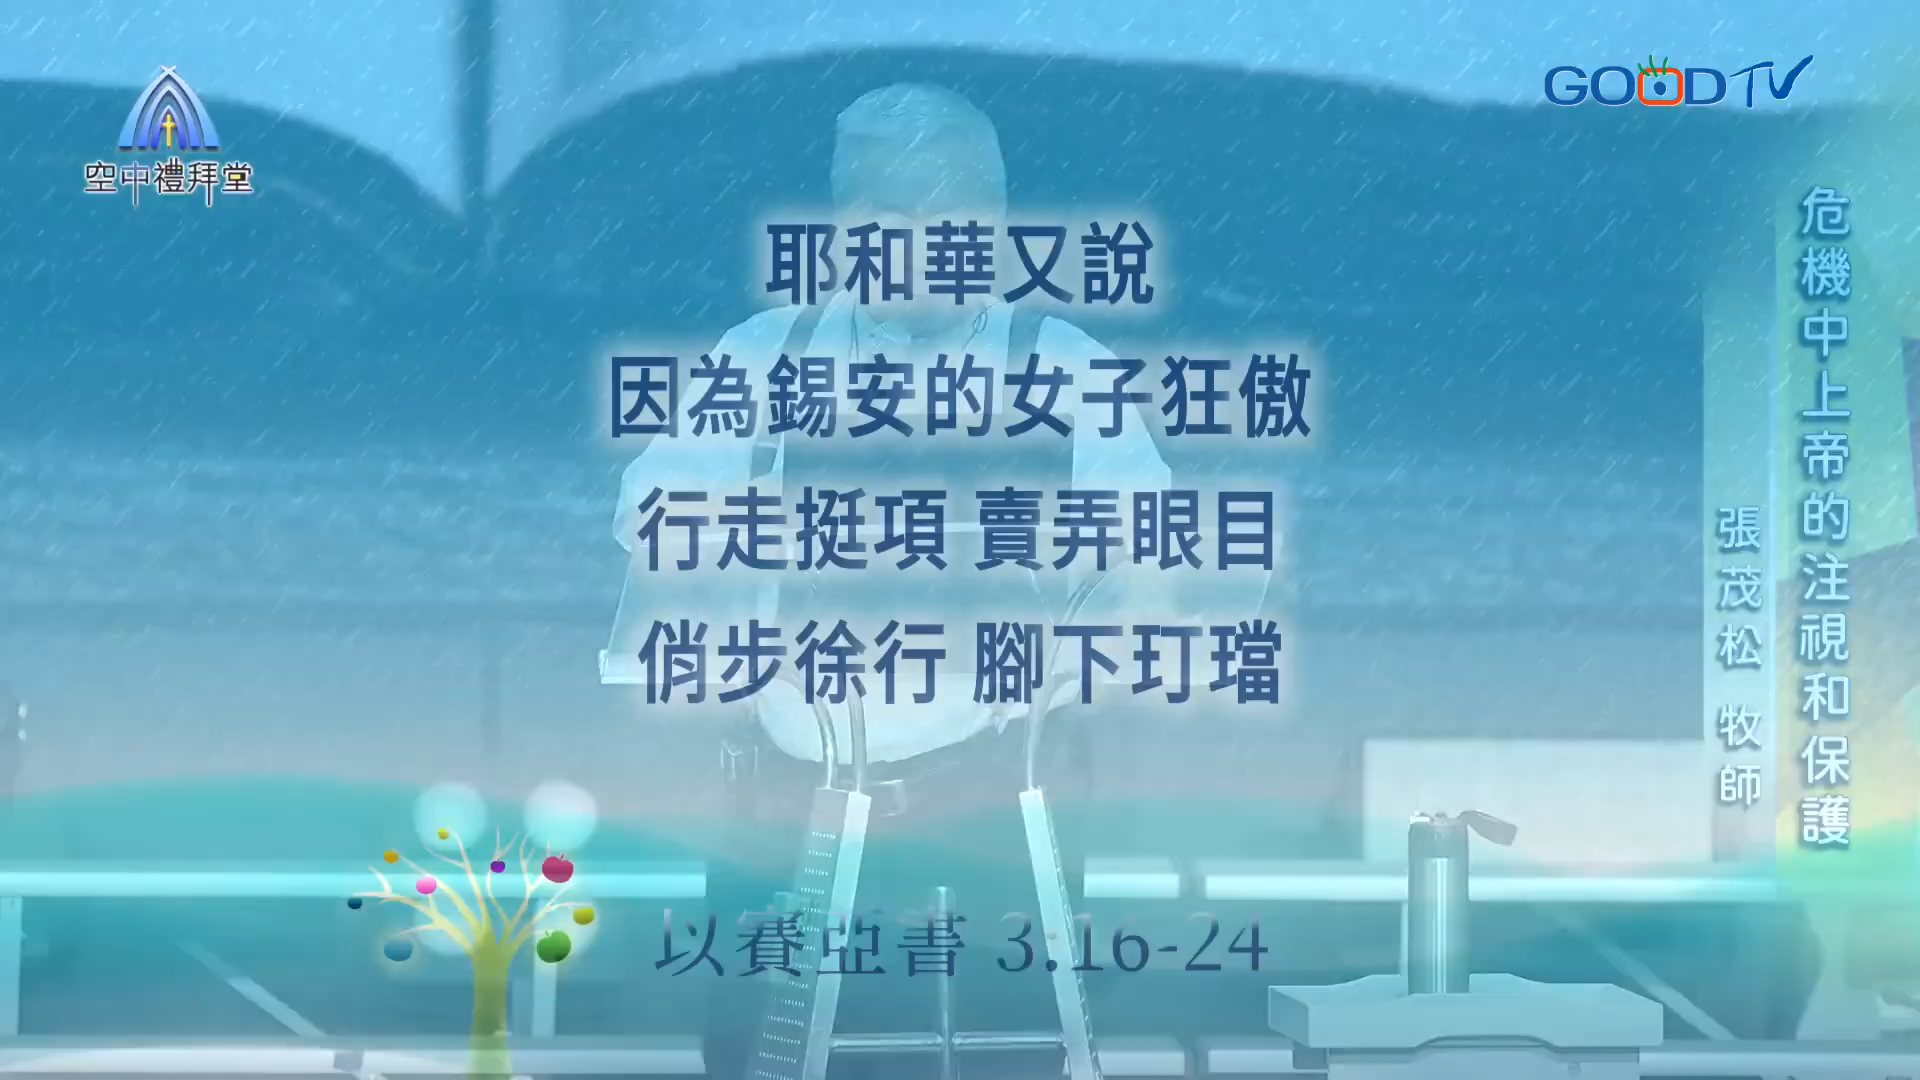 空中禮拜堂
GOOD TV
耶和華又說
因為錫安的女子狂傲
行走挺項 賣弄眼目
俏步徐行 腳下玎璫
以賽亞書 3:16-24
危機中上帝的注視和保護
張茂松 牧師